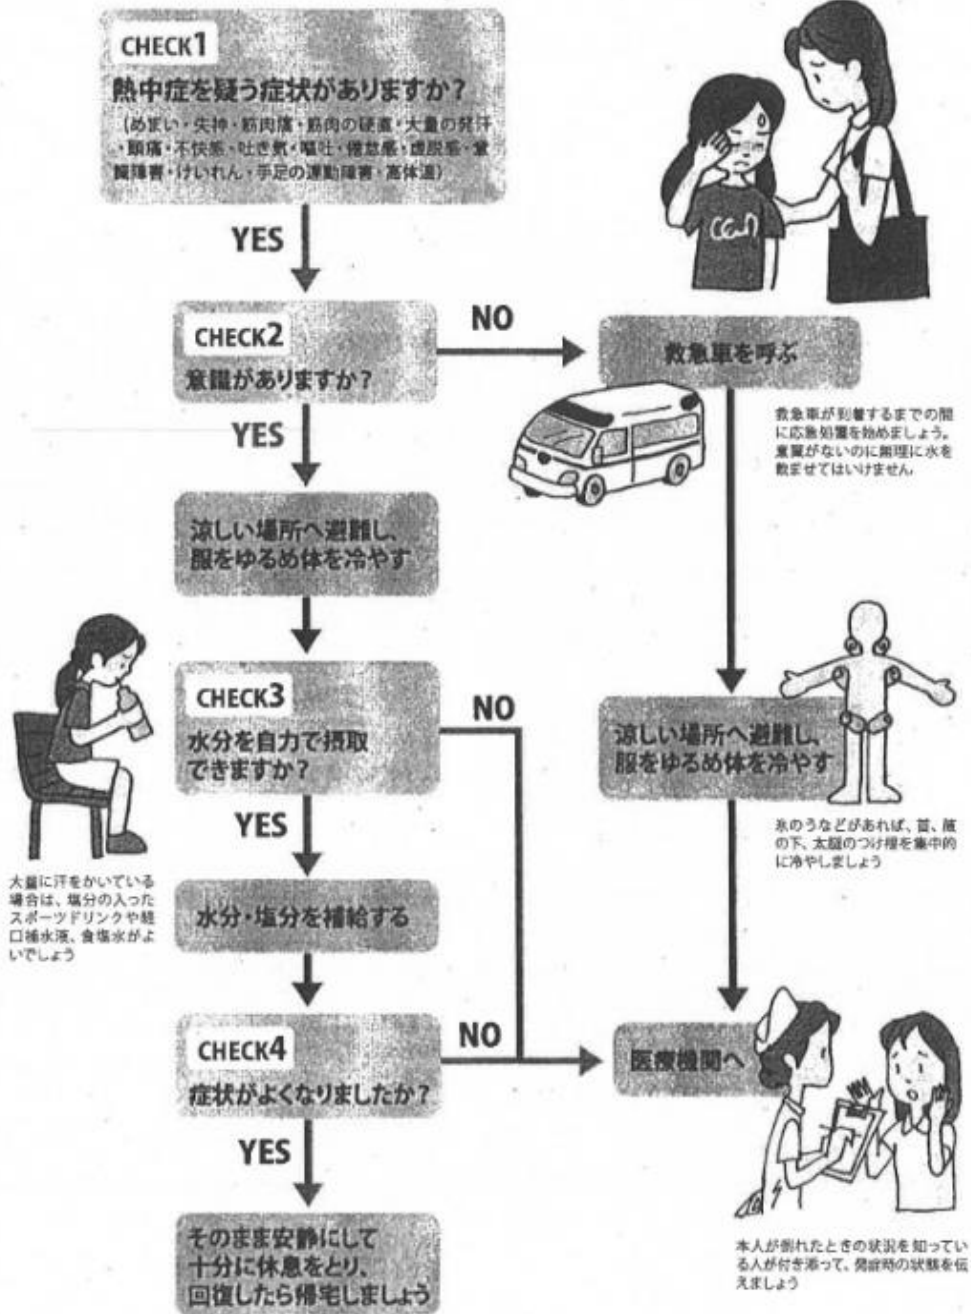 CHECK1
熱中症を疑う症状がありますか？
(めまい・失神・筋肉痛・筋肉の硬直・大量の発汗
・頭痛・不快感・吐き気・嘔吐・倦怠感・虚脱感・意
識障害・けいれん・手足の運動障害・高体温)
YES
CHECK2
意識がありますか？
NO
救急車を呼ぶ
救急車が到着するまでの間
に応急処置を始めましょう。
意識がないのに無理に水を
飲ませてはいけません
YES
涼しい場所へ避難し、
服をゆるめ体を冷やす
CHECK3
水分を自力で摂取
できますか？
NO
涼しい場所へ避難し、
服をゆるめ体を冷やす
氷のうなどがあれば、首、腋
の下、太腿のつけ根を集中的
に冷やしましょう
YES
大量に汗をかいている
場合は、塩分の入った
スポーツドリンクや経
口補水液、食塩水がよ
いでしょう
水分・塩分を補給する
CHECK4
症状がよくなりましたか？
NO
医療機関へ
YES
そのまま安静にして
十分に休息をとり、
回復したら帰宅しましょう
本人が倒れたときの状況を知ってい
る人が付き添って、発症時の状態を伝
えましょう